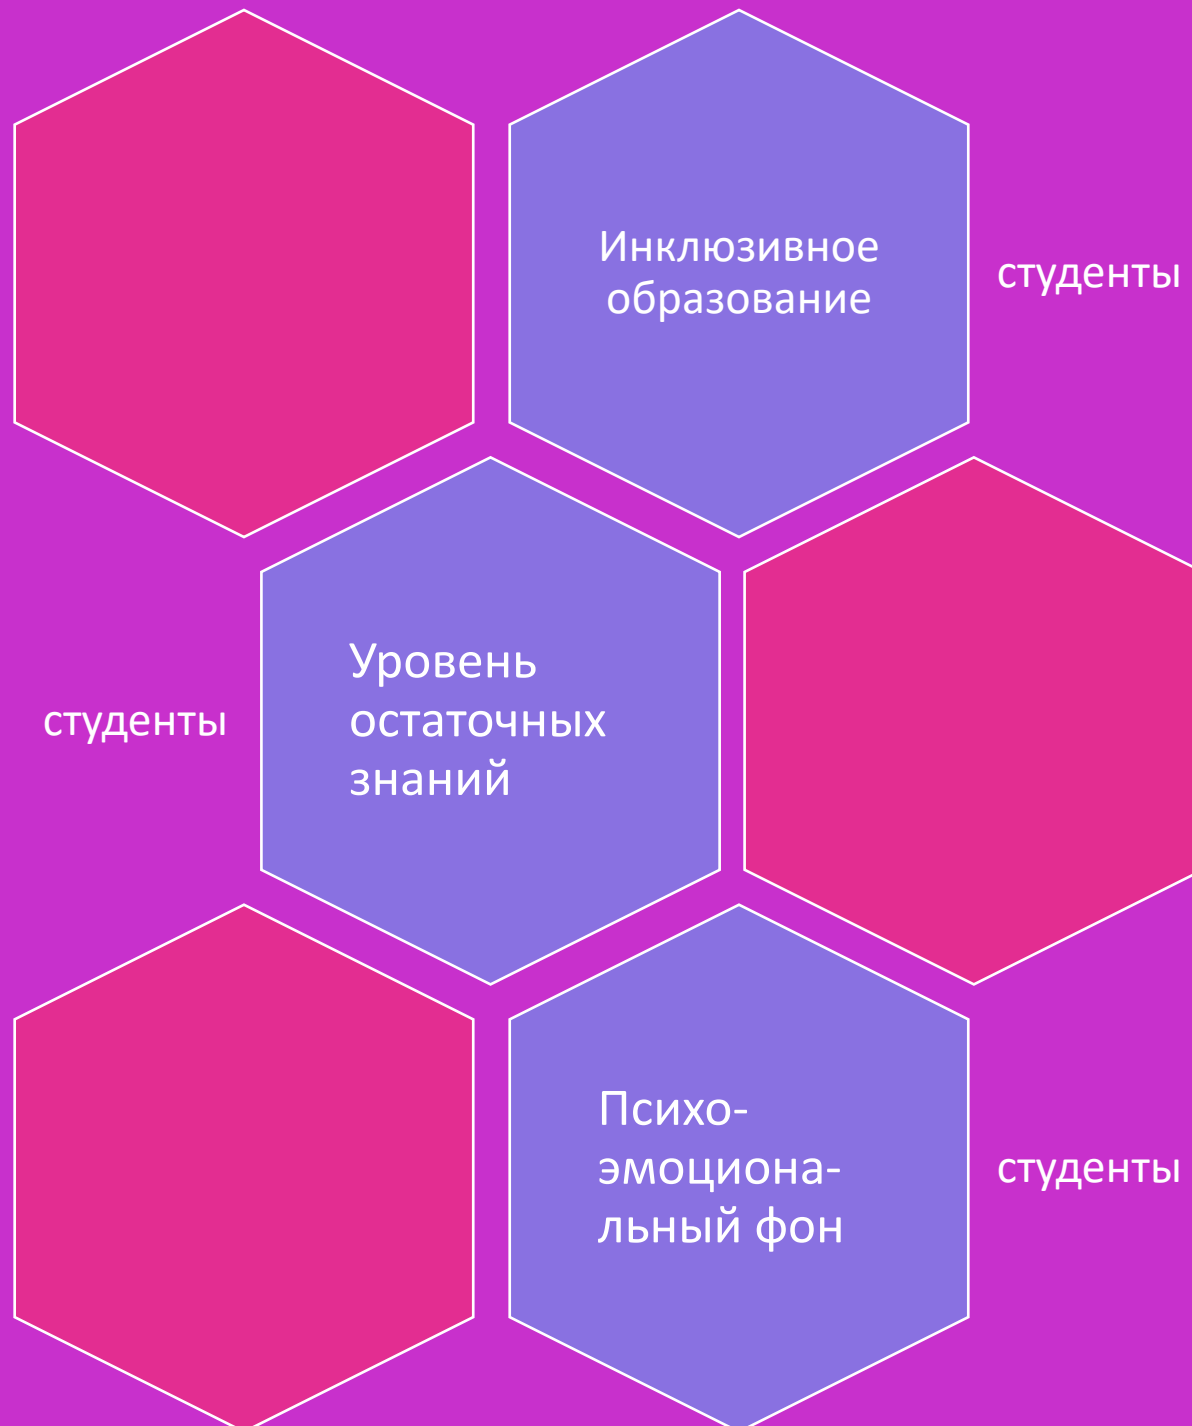 Инклюзивное
образование
студенты
студенты
Уровень
остаточных
знаний
Психо-
эмоциона-
льный фон
студенты